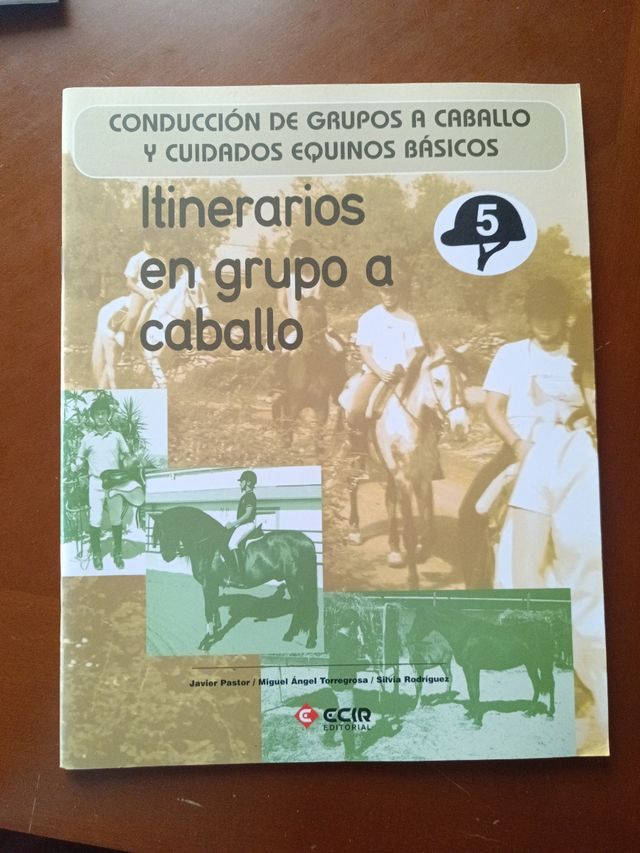 CONDUCCIÓN DE GRUPOS A CABALLO
Y CUIDADOS EQUINOS BÁSICOS
Itinerarios
en grupo a
caballo
5
Javier Pastor / Miguel Ángel Torregrosa / Silvia Rodríguez
ECIR
EDITORIAL